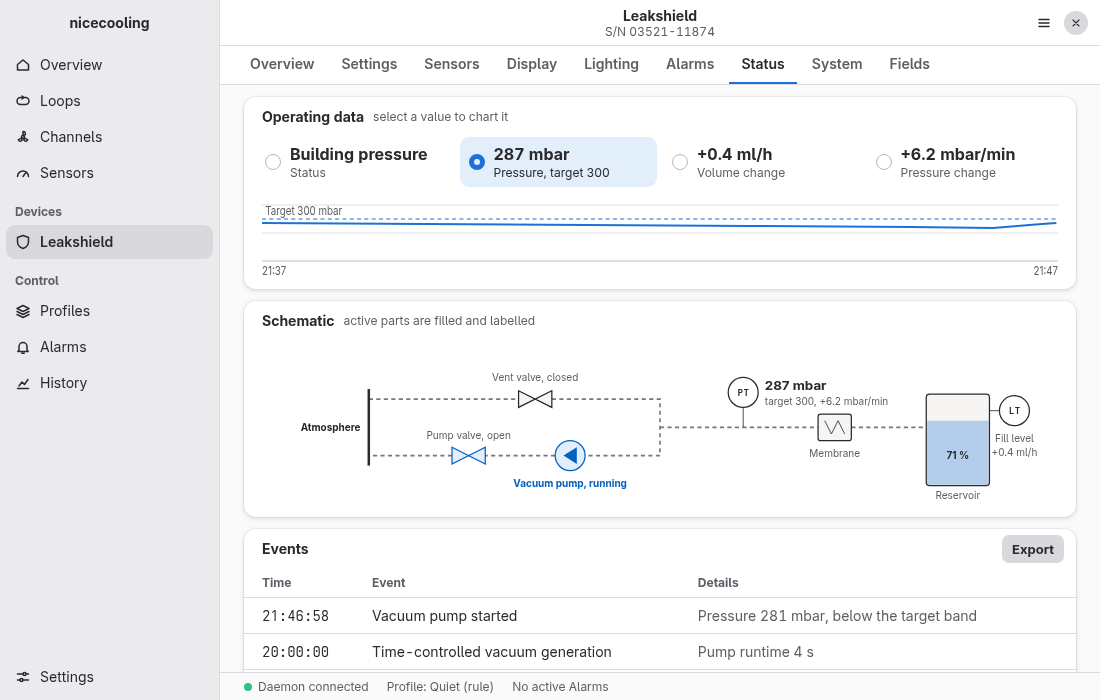 nicecooling
Leakshield
S/N 03521-11874
Overview
Loops
Channels
Sensors
Devices
Leakshield
Control
Profiles
Alarms
History
Settings
Overview Settings Sensors Display Lighting Alarms Status System Fields
Operating data select a value to chart it
Building pressure
Status
287 mbar
Pressure, target 300
+0.4 ml/h
Volume change
+6.2 mbar/min
Pressure change
Target 300 mbar
21:37 21:47
Schematic active parts are filled and labelled
Vent valve, closed
Atmosphere
Pump valve, open
Vacuum pump, running
PT
287 mbar
target 300, +6.2 mbar/min
Membrane
71 %
Reservoir
LT
Fill level
+0.4 ml/h
Events Export
Time Event Details
21:46:58 Vacuum pump started Pressure 281 mbar, below the target band
20:00:00 Time-controlled vacuum generation Pump runtime 4 s
Daemon connected Profile: Quiet (rule) No active Alarms